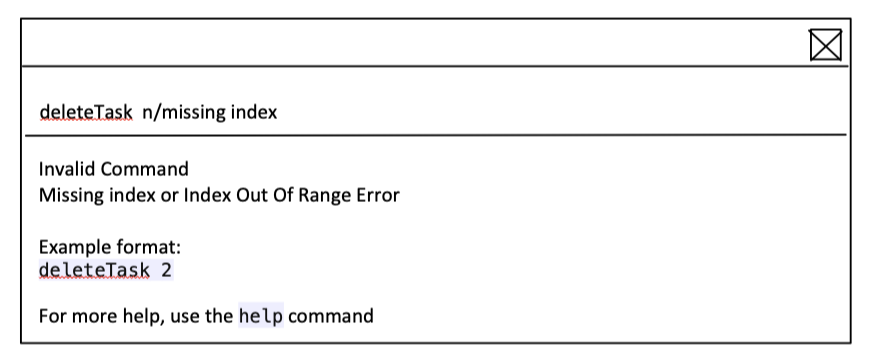 deleteTask n/missing index
Invalid Command
Missing index or Index Out Of Range Error
Example format:
deleteTask 2
For more help, use the help command